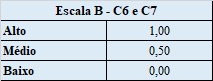 Escala B - C6 e C7
Alto 1,00
Médio 0,50
Baixo 0,00